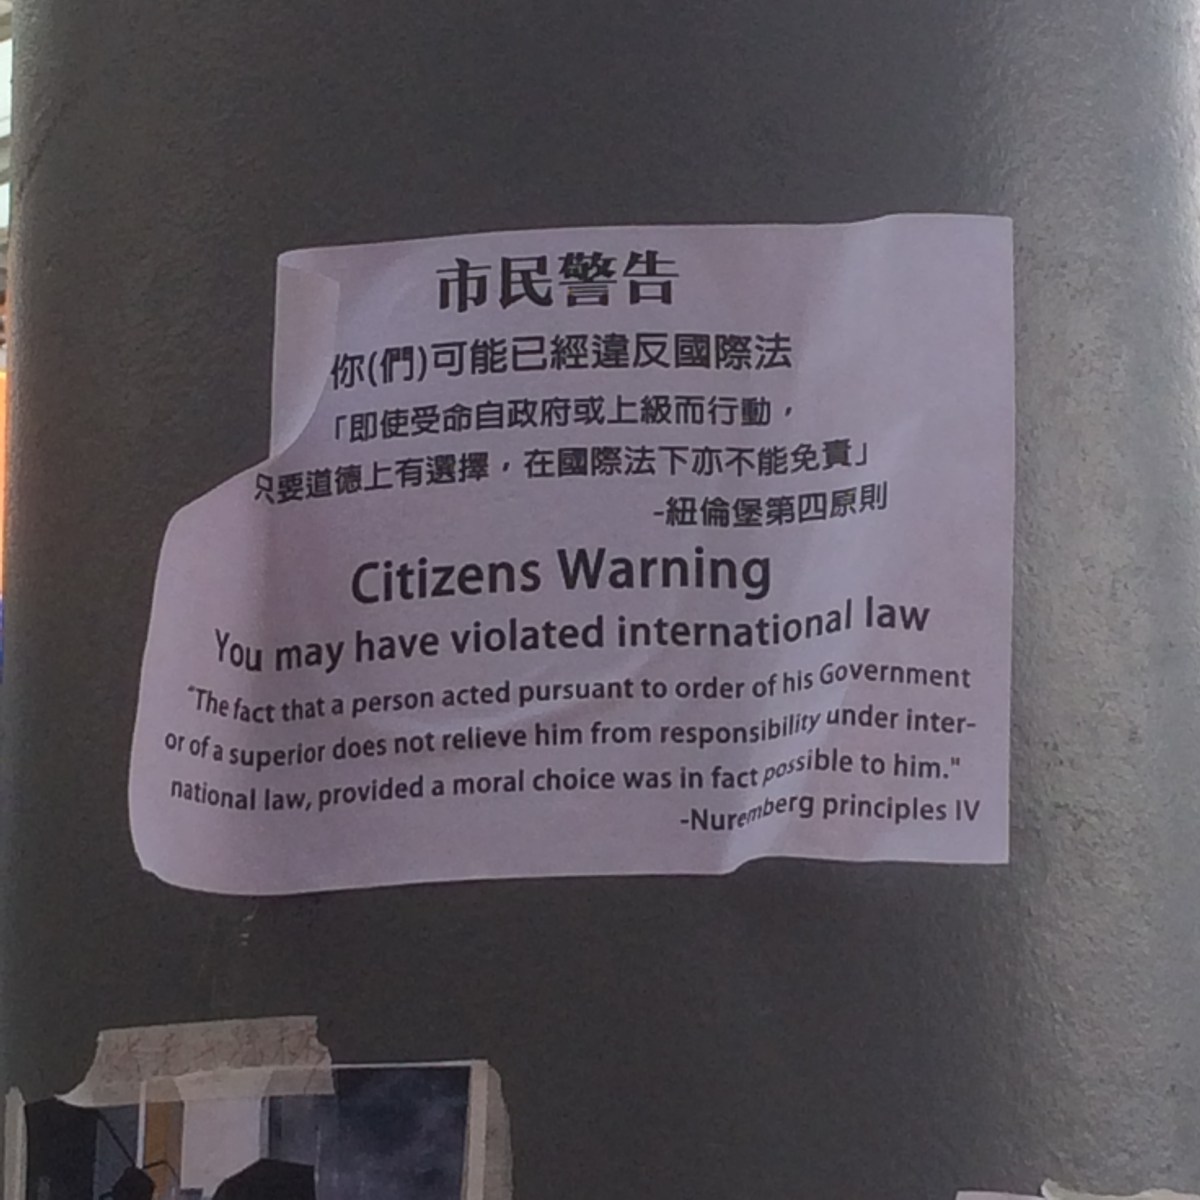 市民警告
你(們)可能已經違反國際法
「即使受命自政府或上級而行動，
只要道德上有選擇，在國際法下亦不能免責」
-紐倫堡第四原則
Citizens Warning
You may have violated international law
"The fact that a person acted pursuant to order of his Government
or of a superior does not relieve him from responsibility under inter-
national law, provided a moral choice was in fact possible to him."
-Nuremberg principles IV